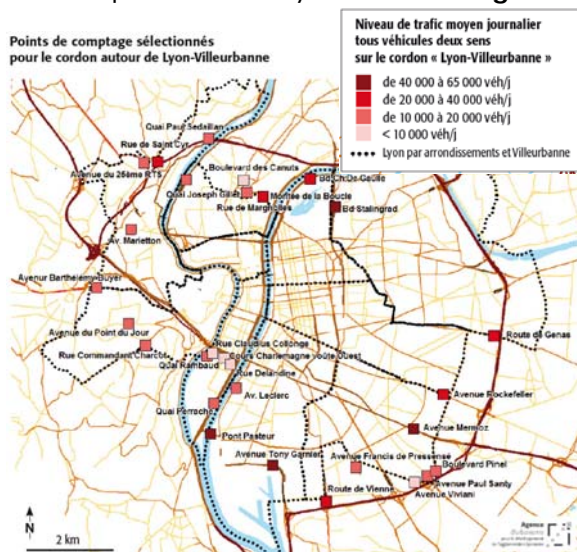 Points de comptage sélectionnés
pour le cordon autour de Lyon-Villeurbanne
Niveau de trafic moyen journalier
tous véhicules deux sens
sur le cordon « Lyon-Villeurbanne »
de 40 000 à 65 000 véh/j
de 20 000 à 40 000 véh/j
de 10 000 à 20 000 véh/j
< 10 000 véh/j
Lyon par arrondissements et Villeurbanne
Quai Paul Sedaillan
Rue de Saint Cyr
Boulevard des Canuts
Bd Ch De Gaulle
Avenue du 25ème RTS
Quai Joseph Gillet
Montée de la Boucle
Rue de Margnolles
Bd Stalingrad
Av. Marietton
Avenur Barthélemy Buyer
Avenue du Point du Jour
Rue Commandant Charcot
Rue Claudius Collonge
Cours Charlemagne voûte ouest
Quai Rambaud
Rue Delandine
Av. Leclerc
Quai Perrache
Route de Genas
Avenue Rockefeller
Pont Pasteur
Avenue Mermoz
Avenue Tony Garnier
Avenue Francis de Pressensé
Boulevard Pinel
Avenue Paul Santy
Avenue Viviani
Route de Vienne
N
2 km
Agence
d'urbanisme